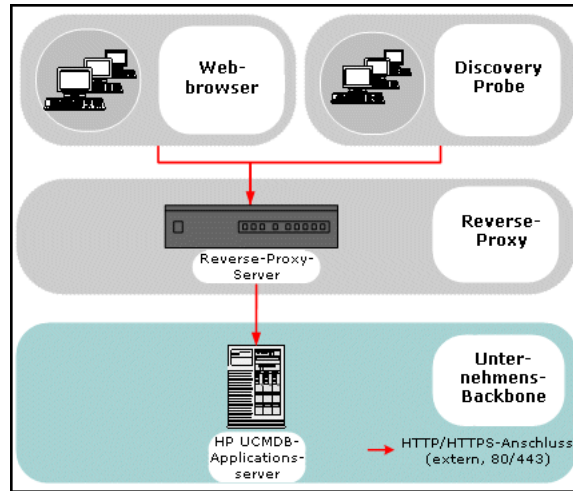 Web-
browser
Discovery
Probe
Reverse-
Proxy
Reverse-Proxy-
Server
Unter-
nehmens-
Backbone
HP UCMDB-
Applications-
server
HTTP/HTTPS-Anschluss
(extern, 80/443)